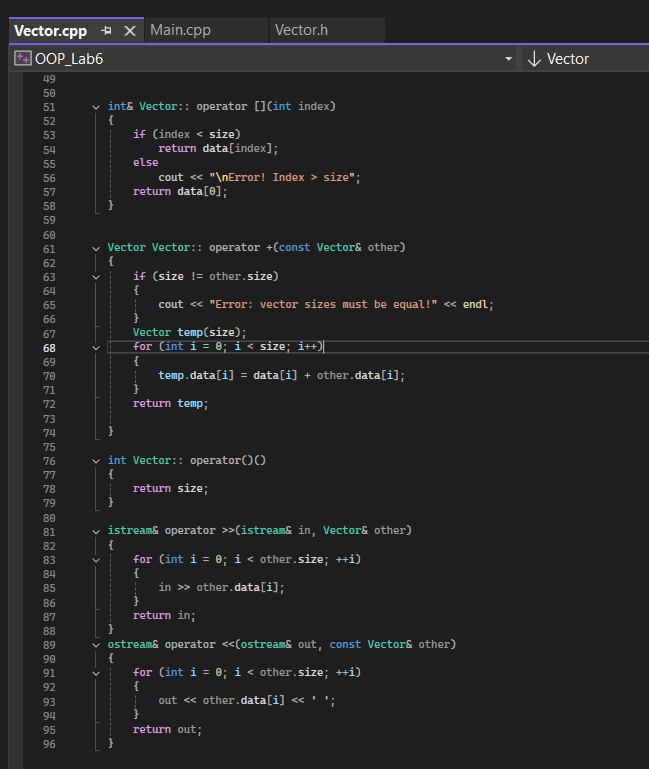 Vector.cpp Main.cpp Vector.h
OOP_Lab6 Vector
49
50
51 int& Vector:: operator [](int index)
52 {
53 if (index < size)
54 return data[index];
55 else
56 cout << "\nError! Index > size";
57 return data[0];
58 }
59
60
61 Vector Vector:: operator +(const Vector& other)
62 {
63 if (size != other.size)
64 {
65 cout << "Error: vector sizes must be equal!" << endl;
66 }
67 Vector temp(size);
68 for (int i = 0; i < size; i++)
69 {
70 temp.data[i] = data[i] + other.data[i];
71 }
72 return temp;
73
74 }
75
76 int Vector:: operator()()
77 {
78 return size;
79 }
80
81 istream& operator >>(istream& in, Vector& other)
82 {
83 for (int i = 0; i < other.size; ++i)
84 {
85 in >> other.data[i];
86 }
87 return in;
88 }
89 ostream& operator <<(ostream& out, const Vector& other)
90 {
91 for (int i = 0; i < other.size; ++i)
92 {
93 out << other.data[i] << ' ';
94 }
95 return out;
96 }